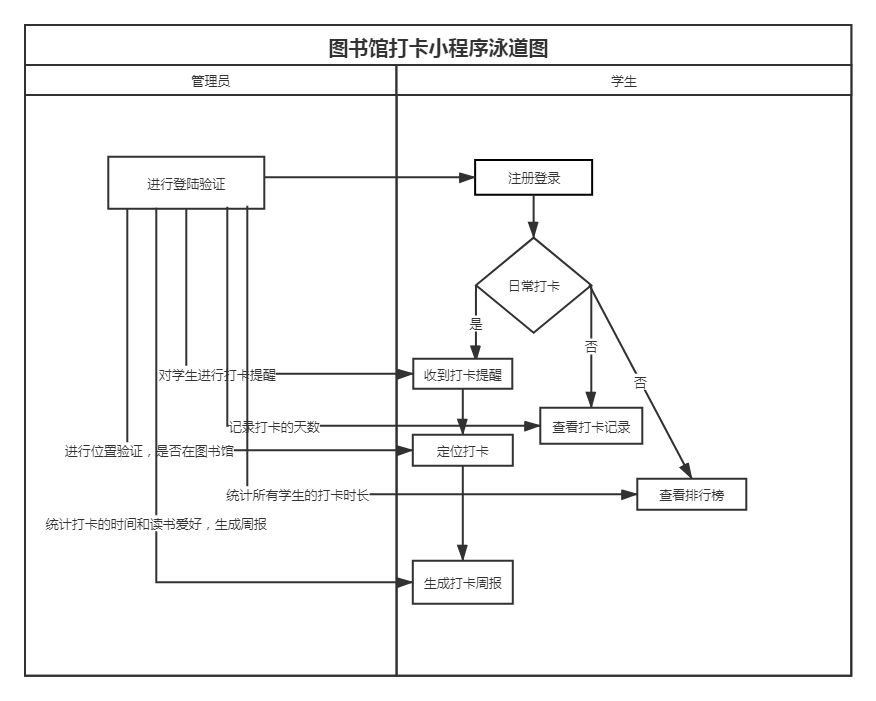 图书馆打卡小程序泳道图
管理员
学生
进行登陆验证
注册登录
日常打卡
是
否
否
对学生进行打卡提醒
收到打卡提醒
记录打卡的天数
查看打卡记录
进行位置验证，是否在图书馆
定位打卡
统计所有学生的打卡时长
查看排行榜
统计打卡的时间和读书爱好，生成周报
生成打卡周报